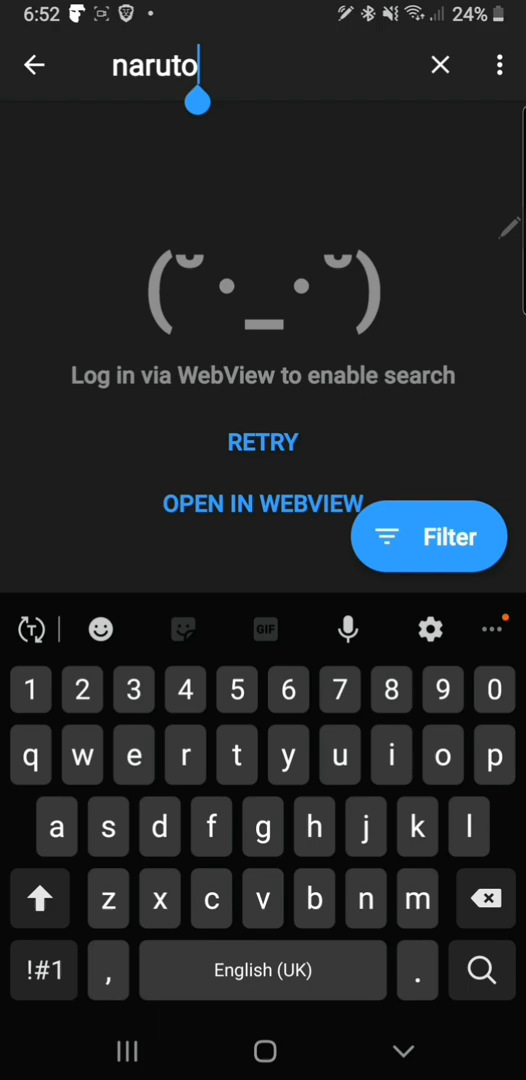 6:52
24%
naruto
(˘･_･˘)
Log in via WebView to enable search
RETRY
OPEN IN WEBVIEW
Filter
T
GIF
1 2 3 4 5 6 7 8 9 0
q w e r t y u i o p
a s d f g h j k l
z x c v b n m
!#1 , English (UK) .